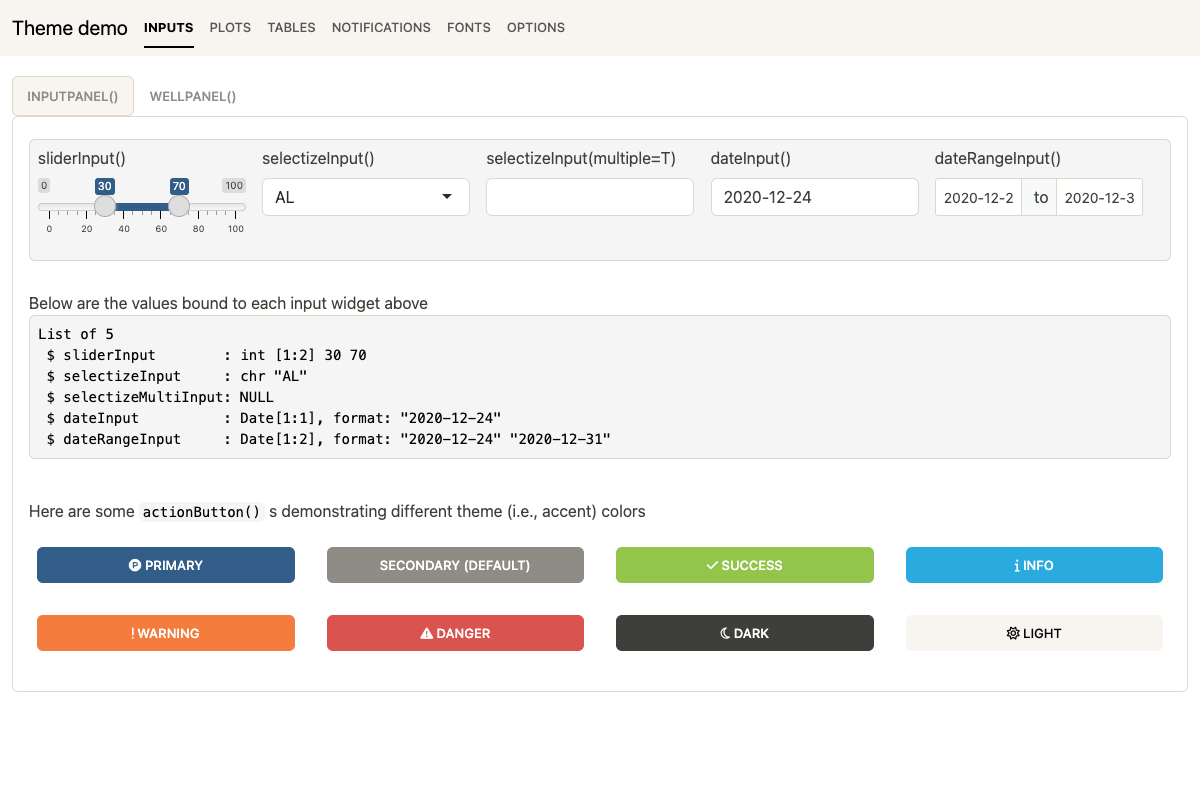 Theme demo INPUTS PLOTS TABLES NOTIFICATIONS FONTS OPTIONS
INPUTPANEL() WELLPANEL()
sliderInput() selectizeInput() selectizeInput(multiple=T) dateInput() dateRangeInput()
0 30 70 100
AL 2020-12-24 2020-12-2 to 2020-12-3
0 20 40 60 80 100
Below are the values bound to each input widget above
List of 5
 $ sliderInput        : int [1:2] 30 70
 $ selectizeInput     : chr "AL"
 $ selectizeMultiInput: NULL
 $ dateInput          : Date[1:1], format: "2020-12-24"
 $ dateRangeInput     : Date[1:2], format: "2020-12-24" "2020-12-31"
Here are some actionButton() s demonstrating different theme (i.e., accent) colors
PRIMARY SECONDARY (DEFAULT) SUCCESS INFO
WARNING DANGER DARK LIGHT